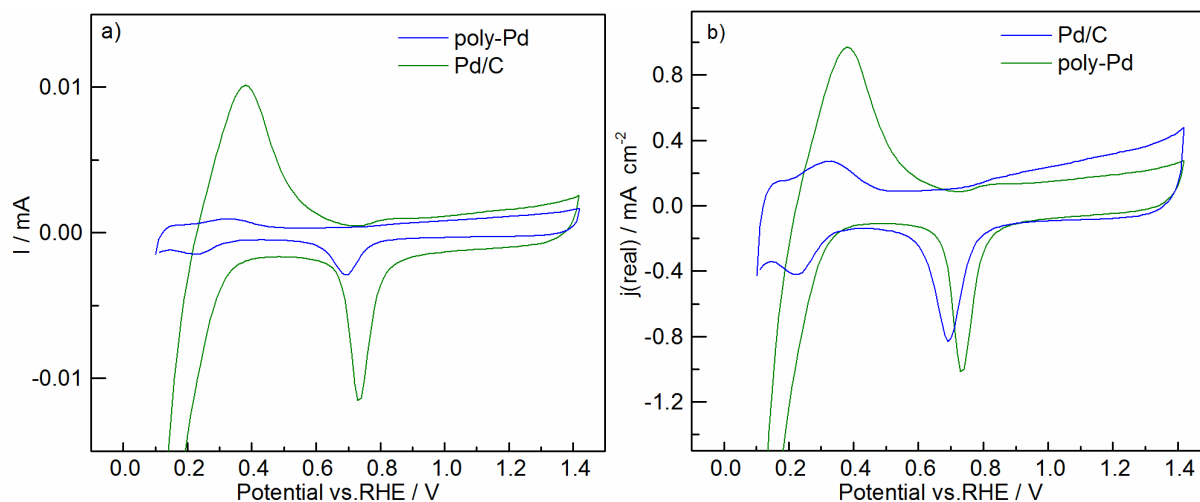 a)
poly-Pd
Pd/C
0.01
0.00
-0.01
I / mA
0.0 0.2 0.4 0.6 0.8 1.0 1.2 1.4
Potential vs.RHE / V
b)
Pd/C
poly-Pd
0.8
0.4
0.0
-0.4
-0.8
-1.2
j(real) / mA cm-2
0.0 0.2 0.4 0.6 0.8 1.0 1.2 1.4
Potential vs.RHE / V